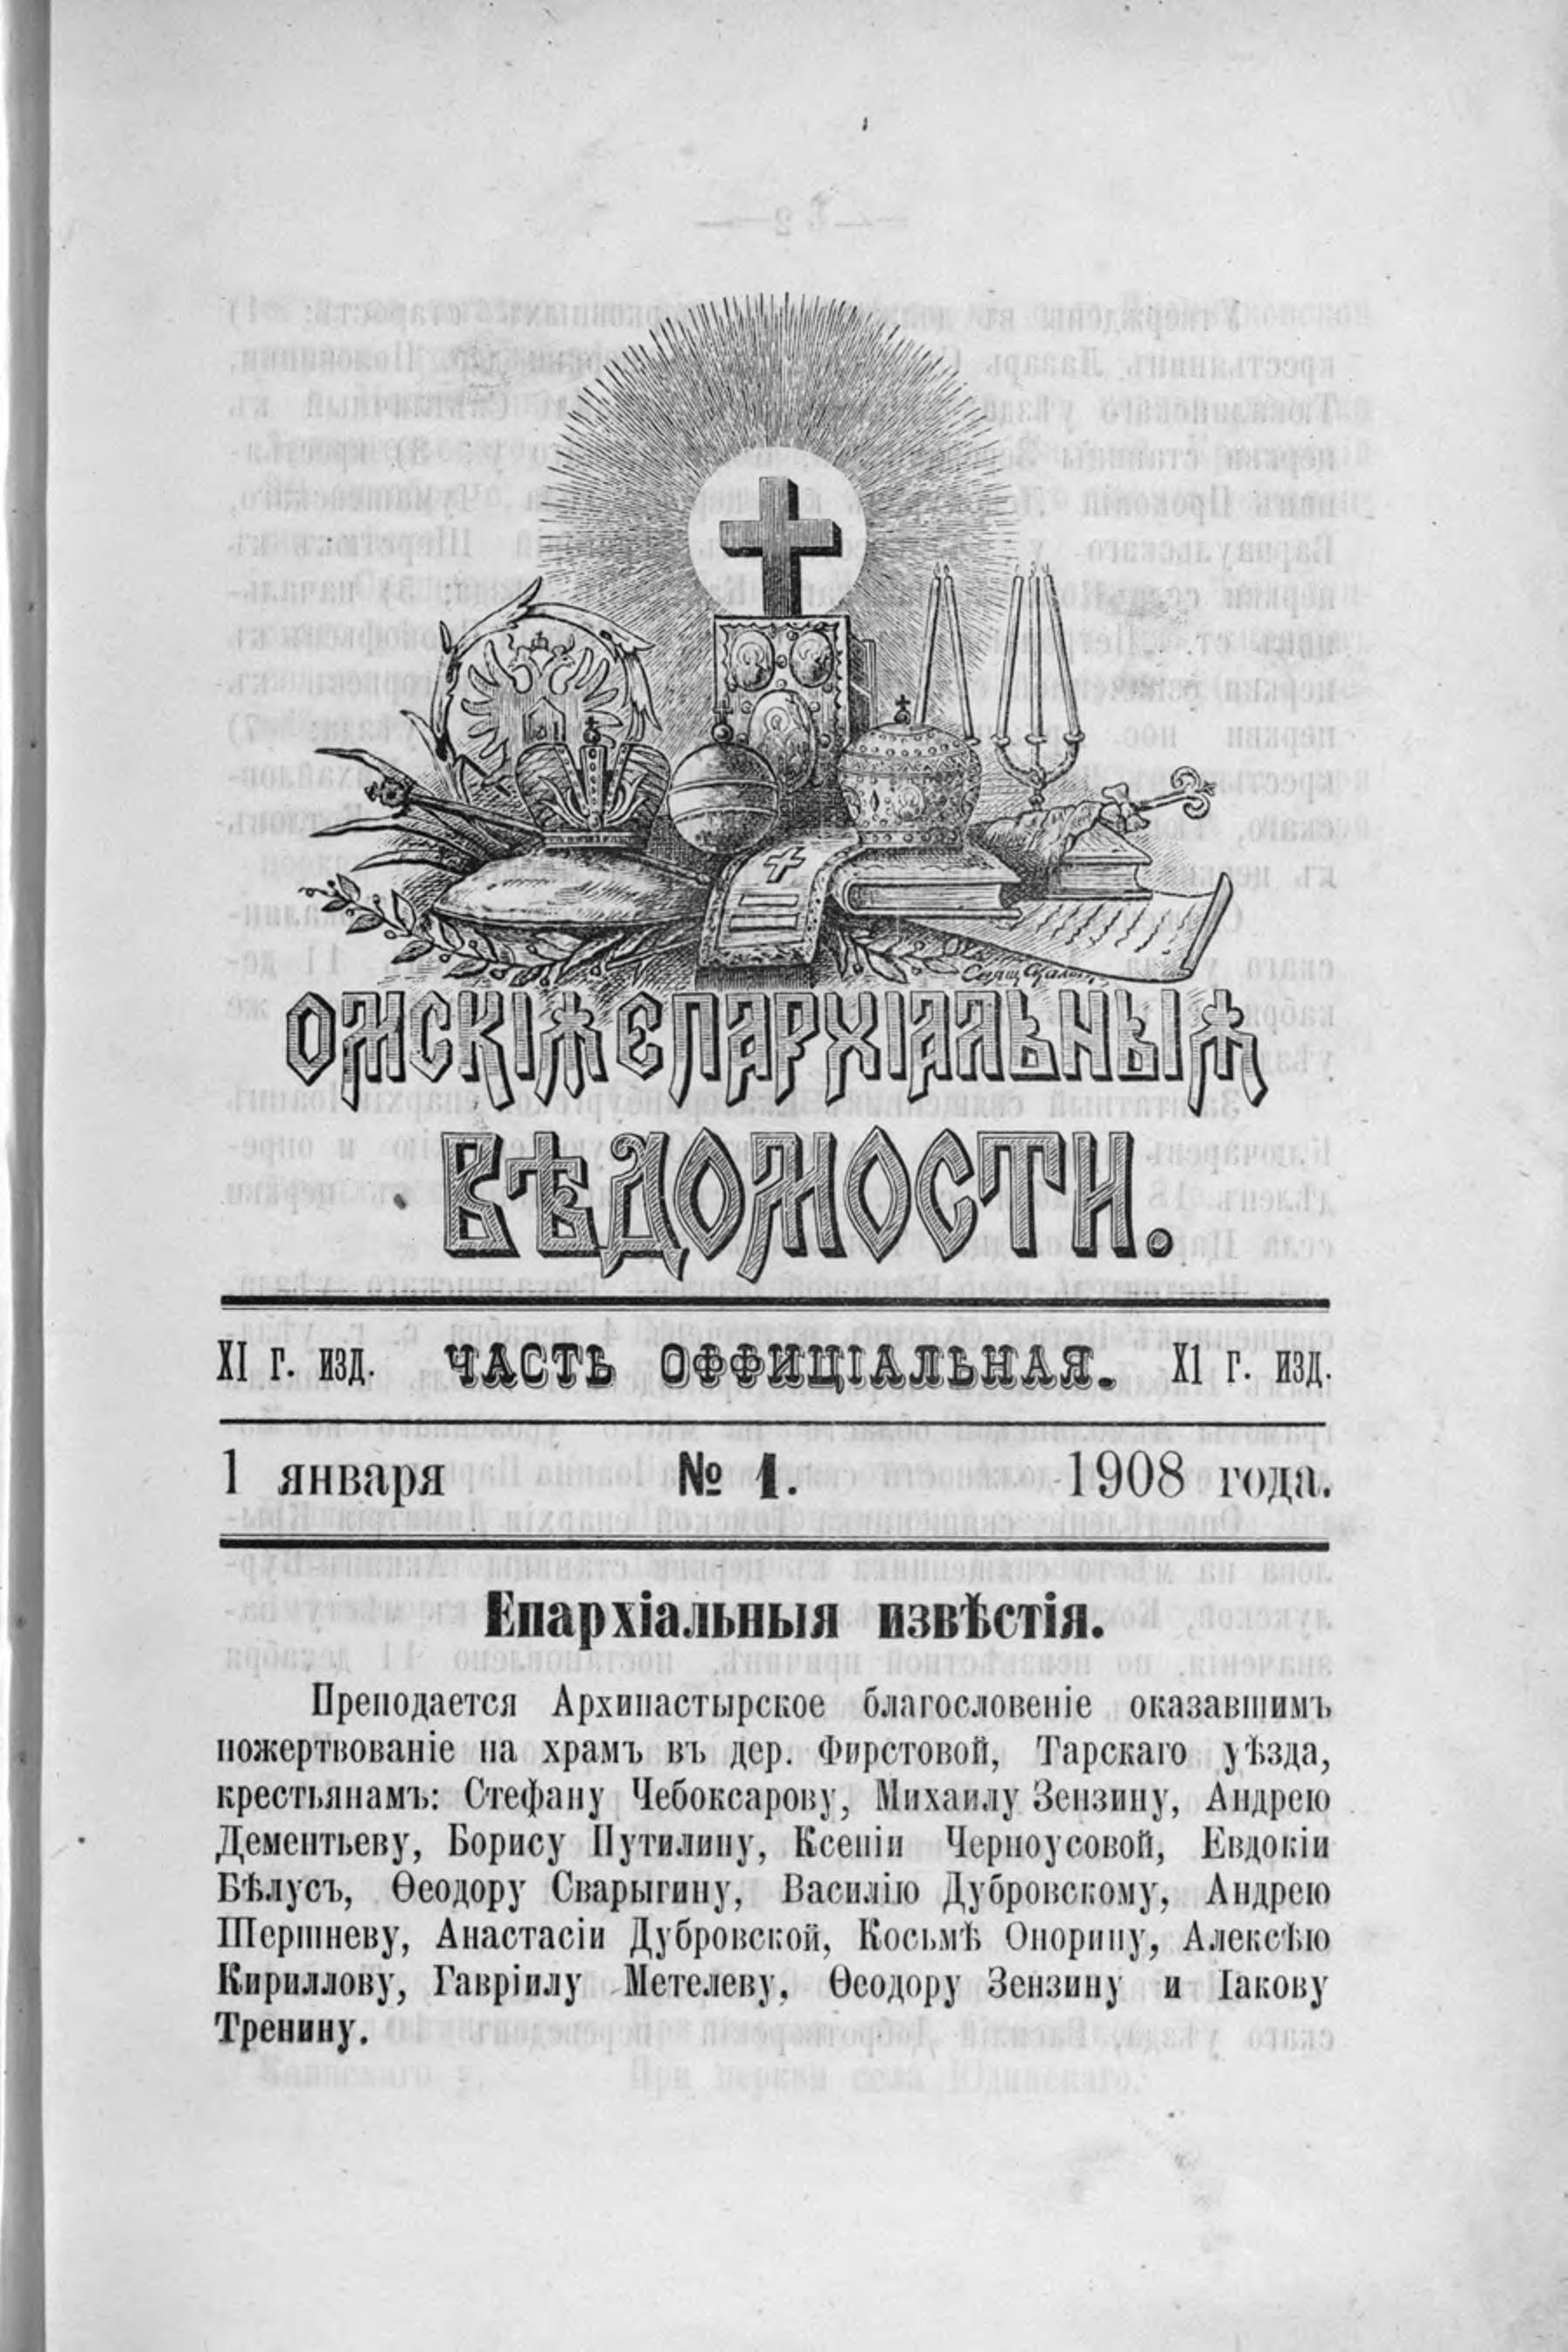 ОМСКІѦ ЕПАРХІАЛЬНЫѦ
ВѢДОМОСТИ.
XI г. изд. ЧАСТЬ ОФФИЦІАЛЬНАЯ. XI г. изд.
1 января № 1. 1908 года.
Епархіальныя извѣстія.
Преподается Архипастырское благословеніе оказавшимъ
пожертвованіе на храмъ въ дер. Фирстовой, Тарскаго уѣзда,
крестьянамъ: Стефану Чебоксарову, Михаилу Зензину, Андрею
Дементьеву, Борису Путилину, Ксеніи Черноусовой, Евдокіи
Бѣлусъ, Ѳеодору Сварыгину, Василію Дубровскому, Андрею
Шершневу, Анастасіи Дубровской, Косьмѣ Онорину, Алексѣю
Кириллову, Гавріилу Метелеву, Ѳеодору Зензину и Іакову
Тренину.